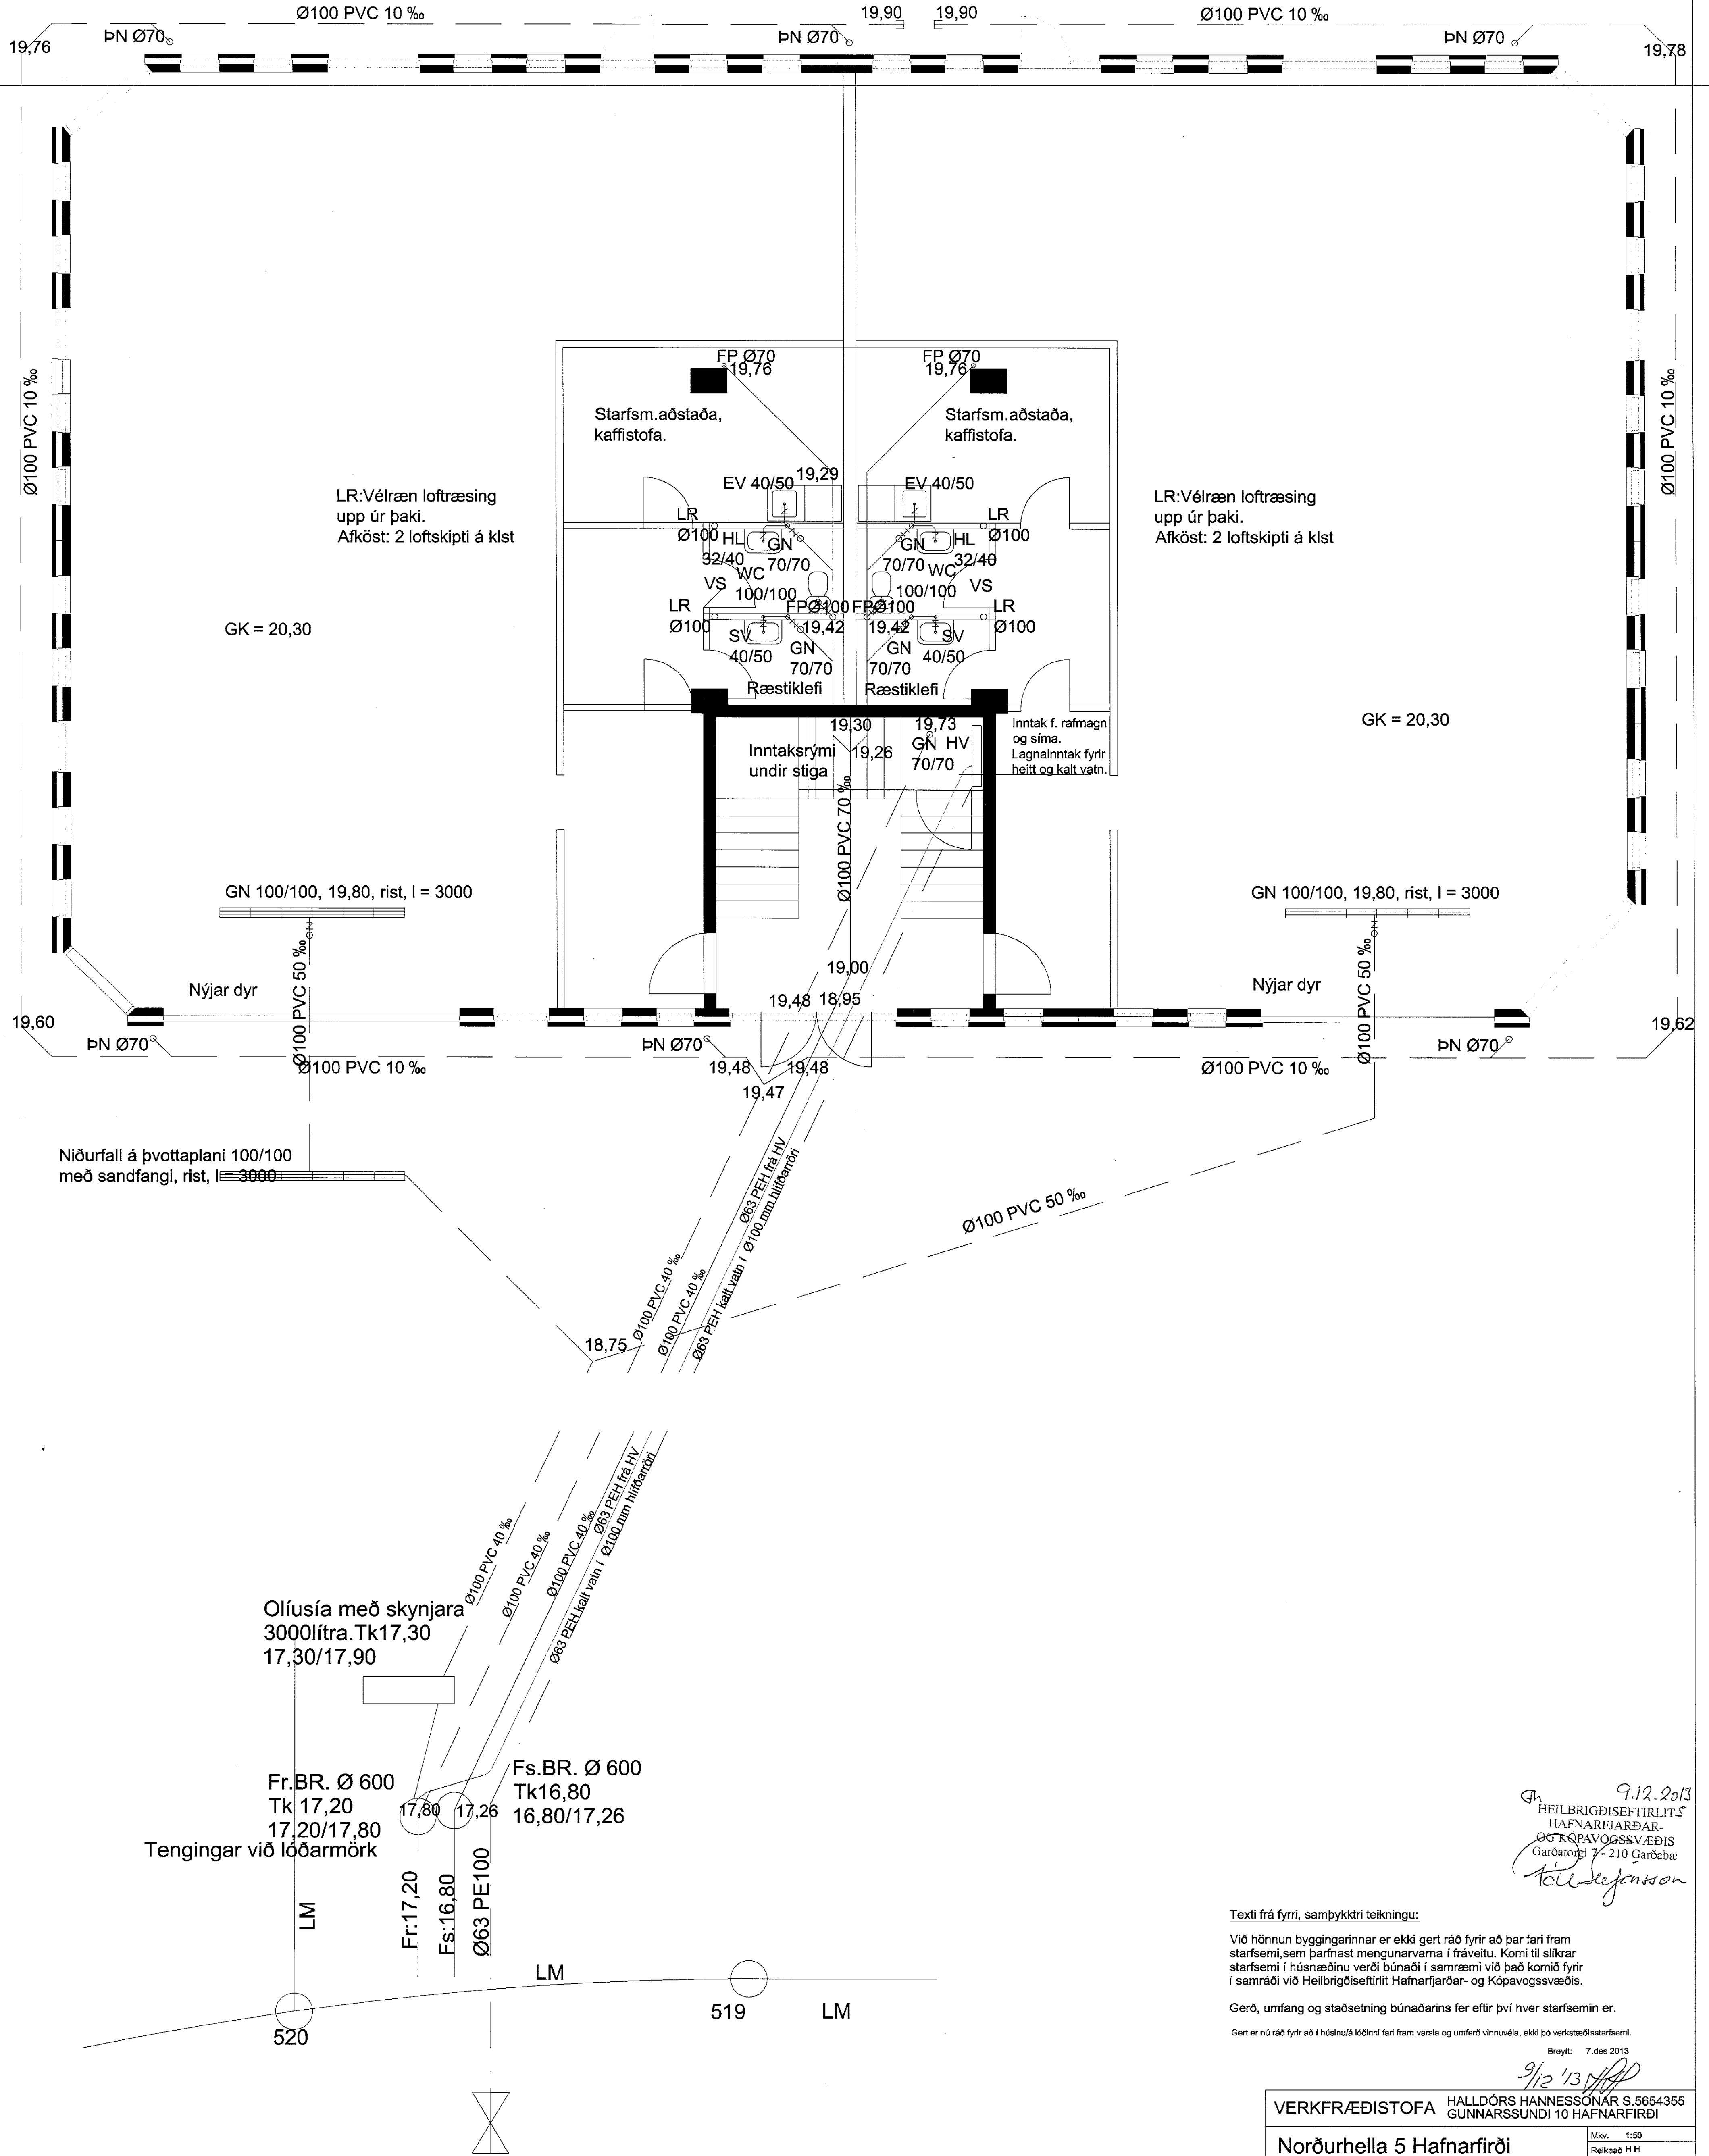 Ø100 PVC 10 ‰
19,90
19,90
Ø100 PVC 10 ‰
19,76
ÞN Ø70
ÞN Ø70
ÞN Ø70
19,78
Ø100 PVC 10 ‰
Ø100 PVC 10 ‰
FP Ø70
19,76
FP Ø70
19,76
Starfsm.aðstaða,
kaffistofa.
Starfsm.aðstaða,
kaffistofa.
LR:Vélræn loftræsing
upp úr þaki.
Afköst: 2 loftskipti á klst
LR:Vélræn loftræsing
upp úr þaki.
Afköst: 2 loftskipti á klst
19,29
EV 40/50
EV 40/50
LR
Ø100
HL
32/40
GN
70/70
WC
100/100
VS
LR
Ø100
FPØ100
19,42
SV
40/50
GN
70/70
Ræstiklefi
LR
Ø100
HL
32/40
GN
70/70
WC
100/100
VS
LR
Ø100
FPØ100
19,42
SV
40/50
GN
70/70
Ræstiklefi
GK = 20,30
GK = 20,30
19,30
19,26
19,73
GN HV
70/70
Inntaksrými
undir stiga
Inntak f. rafmagn
og síma.
Lagnainntak fyrir
heitt og kalt vatn.
Ø100 PVC 70 ‰
GN 100/100, 19,80, rist, l = 3000
GN 100/100, 19,80, rist, l = 3000
Ø100 PVC 50 ‰
Ø100 PVC 50 ‰
Nýjar dyr
Nýjar dyr
19,00
19,48
18,95
19,60
19,62
ÞN Ø70
ÞN Ø70
ÞN Ø70
Ø100 PVC 10 ‰
19,48
19,48
19,47
Ø100 PVC 10 ‰
Niðurfall á þvottaplani 100/100
með sandfangi, rist, l = 3000
Ø63 PEH frá HV
Ø63 PEH kalt vatn í Ø100 mm hlífðarröri
Ø100 PVC 50 ‰
Ø100 PVC 40 ‰
Ø100 PVC 40 ‰
18,75
Ø100 PVC 40 ‰
Ø100 PVC 40 ‰
Ø100 PVC 40 ‰
Ø63 PEH frá HV
Ø63 PEH kalt vatn í Ø100 mm hlífðarröri
Olíusía með skynjara
3000lítra.Tk17,30
17,30/17,90
Fr.BR. Ø 600
Tk 17,20
17,20/17,80
Tengingar við lóðarmörk
17,80
17,26
Fs.BR. Ø 600
Tk16,80
16,80/17,26
LM
Fr:17,20
Fs:16,80
Ø63 PE100
LM
519
LM
520
9.12.2013
HEILBRIGÐISEFTIRLITS
HAFNARFJARÐAR-
OG KÓPAVOGSSVÆÐIS
Garðatorgi 7 - 210 Garðabæ
Texti frá fyrri, samþykktri teikningu:
Við hönnun byggingarinnar er ekki gert ráð fyrir að þar fari fram
starfsemi,sem þarfnast mengunarvarna í fráveitu. Komi til slíkrar
starfsemi í húsnæðinu verði búnaði í samræmi við það komið fyrir
í samráði við Heilbrigðiseftirlit Hafnarfjarðar- og Kópavogssvæðis.
Gerð, umfang og staðsetning búnaðarins fer eftir því hver starfsemin er.
Gert er nú ráð fyrir að í húsinu/á lóðinni fari fram varsla og umferð vinnuvéla, ekki þó verkstæðisstarfsemi.
Breytt: 7.des 2013
9/12 '13
VERKFRÆÐISTOFA
HALLDÓRS HANNESSONAR S.5654355
GUNNARSSUNDI 10 HAFNARFIRÐI
Norðurhella 5 Hafnarfirði
Mkv. 1:50
Reiknað H H